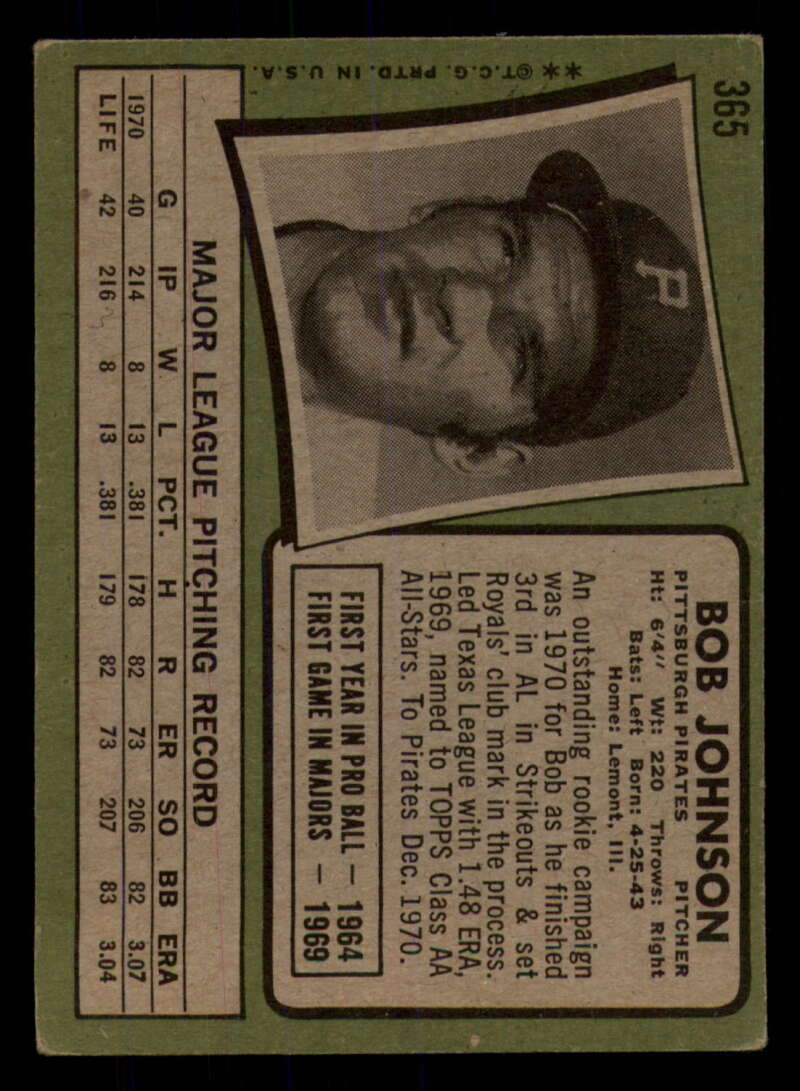 365
**©T.C.G. PRTD. IN U.S.A.
P
BOB JOHNSON
PITTSBURGH PIRATES PITCHER
Ht: 6'4" Wt: 220 Throws: Right
Bats: Left Born: 4-25-43
Home: Lemont, Ill.
An outstanding rookie campaign
was 1970 for Bob as he finished
3rd in AL in Strikeouts & set
Royals' club mark in the process.
Led Texas League with 1.48 ERA,
1969, named to TOPPS Class AA
All-Stars. To Pirates Dec. 1970.
FIRST YEAR IN PRO BALL — 1964
FIRST GAME IN MAJORS — 1969
MAJOR LEAGUE PITCHING RECORD
G IP W L PCT. H R ER SO BB ERA
1970 40 214 8 13 .381 178 82 73 206 82 3.07
LIFE 42 216 8 13 .381 179 82 73 207 83 3.04